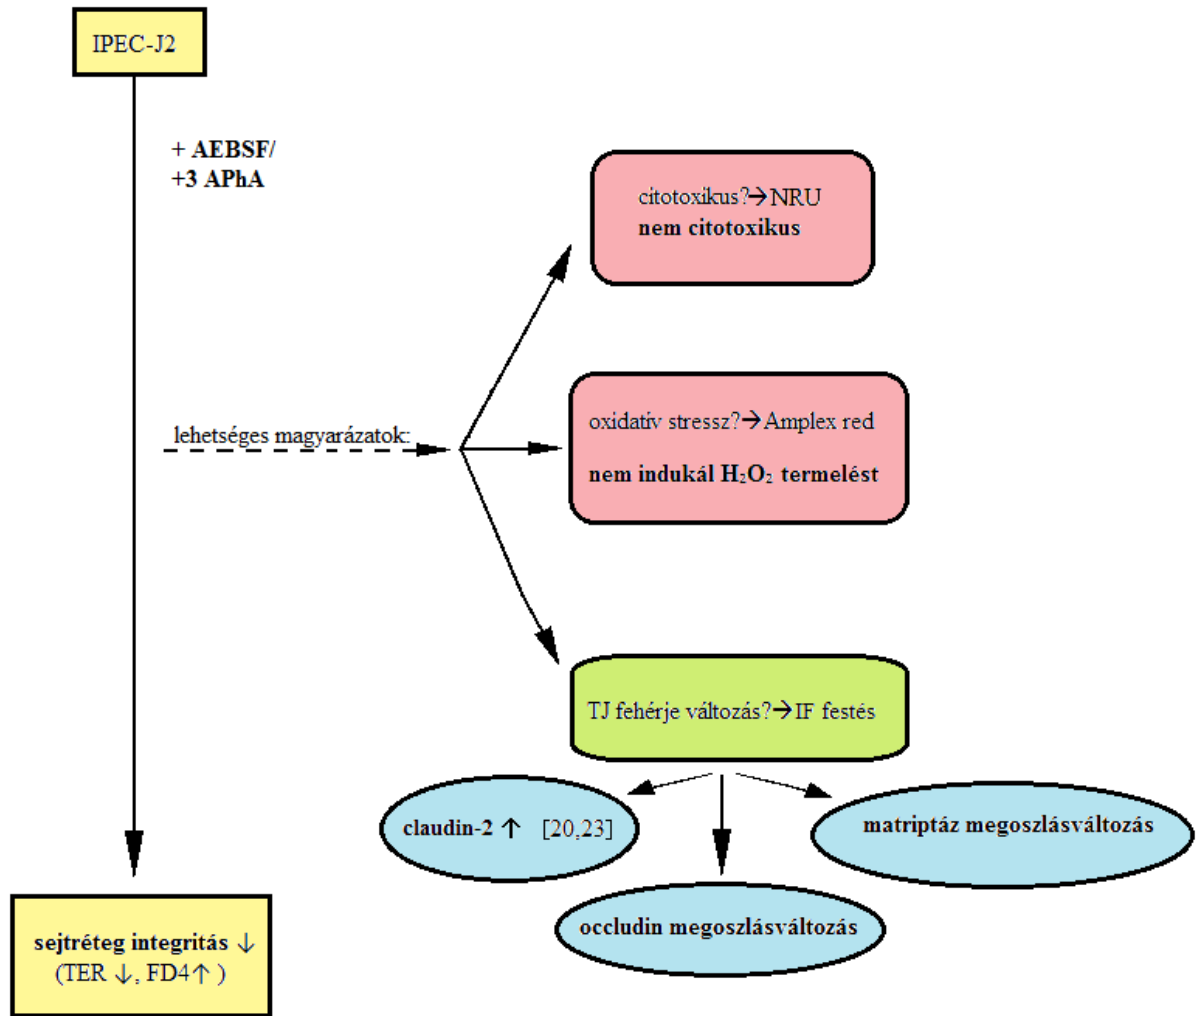 IPEC-J2
+ AEBSF/
+3 APhA
citotoxikus?→NRU
nem citotoxikus
lehetséges magyarázatok:
oxidatív stressz?→Amplex red
nem indukál H₂O₂ termelést
TJ fehérje változás?→IF festés
claudin-2 ↑ [20,23]
matriptáz megoszlásváltozás
occludin megoszlásváltozás
sejtréteg integritás ↓
(TER ↓, FD4↑ )